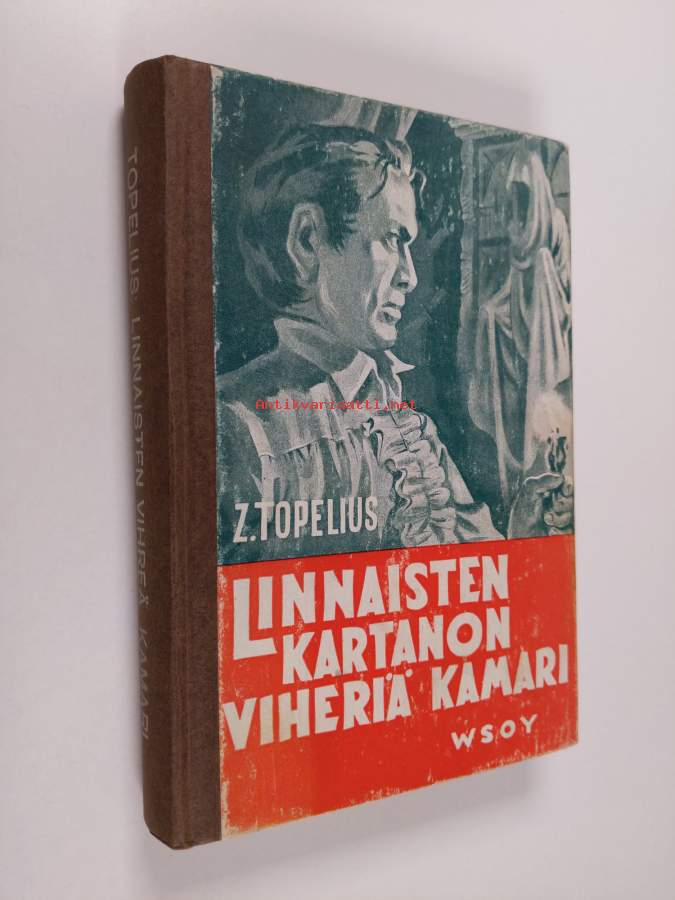 TOPELIUS: LINNAISTEN VIHREÄ KAMARI
Antikvariaatti.net
Z.TOPELIUS
LINNAISTEN
KARTANON
VIHERIÄ KAMARI
WSOY